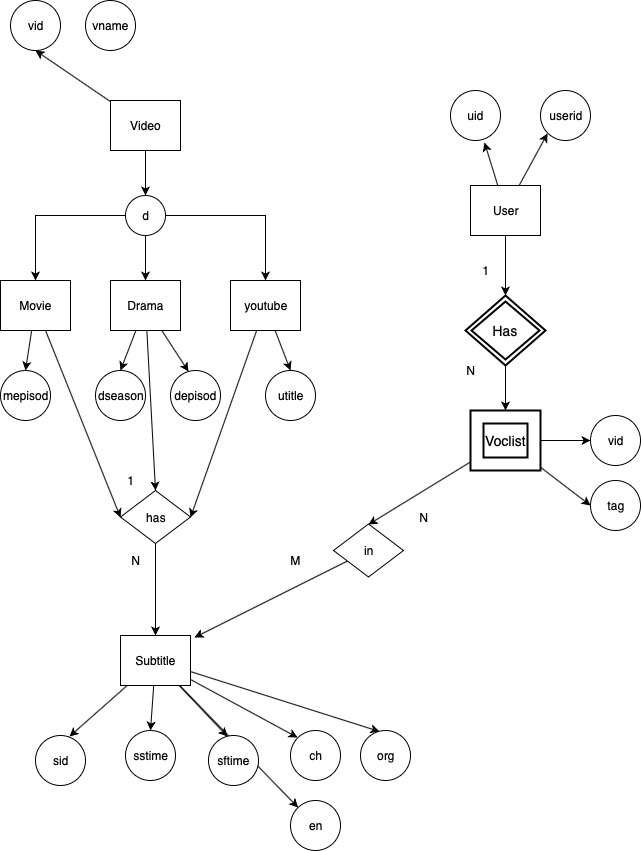 vid
vname
Video
uid
userid
d
User
1
Movie
Drama
youtube
Has
N
mepisod
dseason
depisod
utitle
Voclist
vid
1
has
N
tag
in
N
M
Subtitle
sid
sstime
sftime
ch
org
en